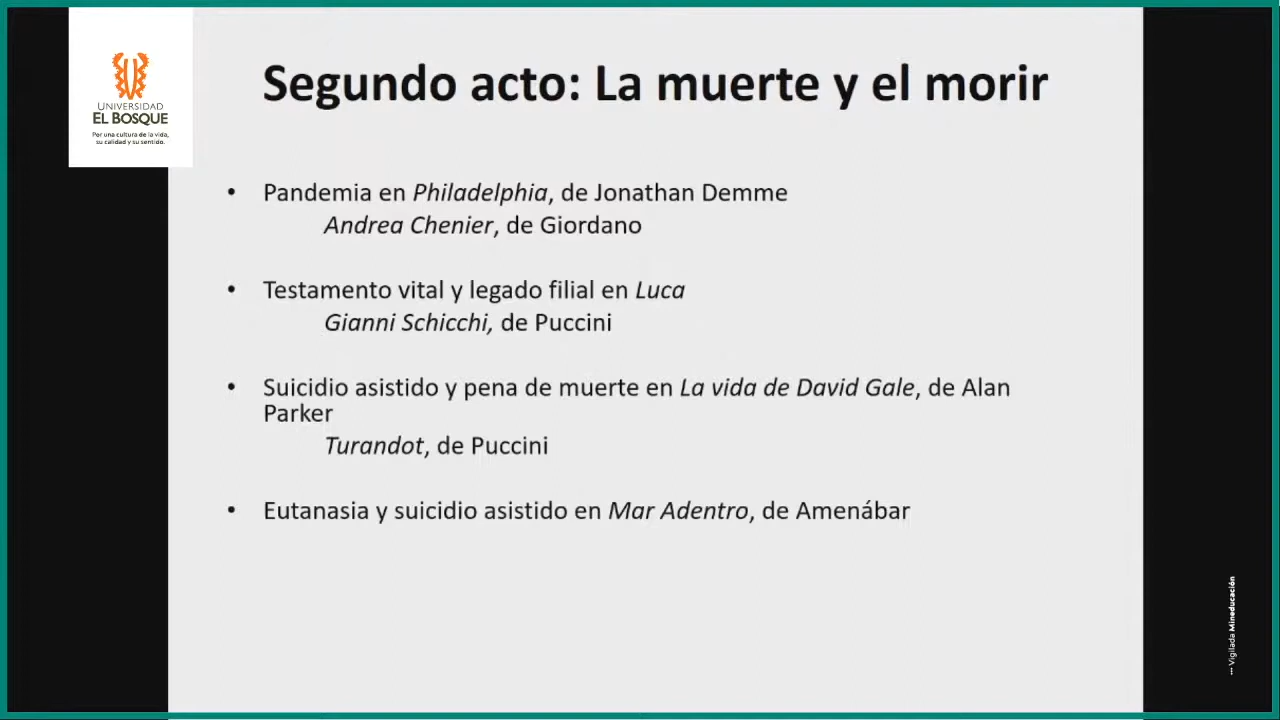 UNIVERSIDAD
EL BOSQUE
Por una cultura de la vida,
su calidad y su sentido.
Segundo acto: La muerte y el morir
• Pandemia en Philadelphia, de Jonathan Demme
Andrea Chenier, de Giordano
• Testamento vital y legado filial en Luca
Gianni Schicchi, de Puccini
• Suicidio asistido y pena de muerte en La vida de David Gale, de Alan
Parker
Turandot, de Puccini
• Eutanasia y suicidio asistido en Mar Adentro, de Amenábar
Vigilada Mineducación